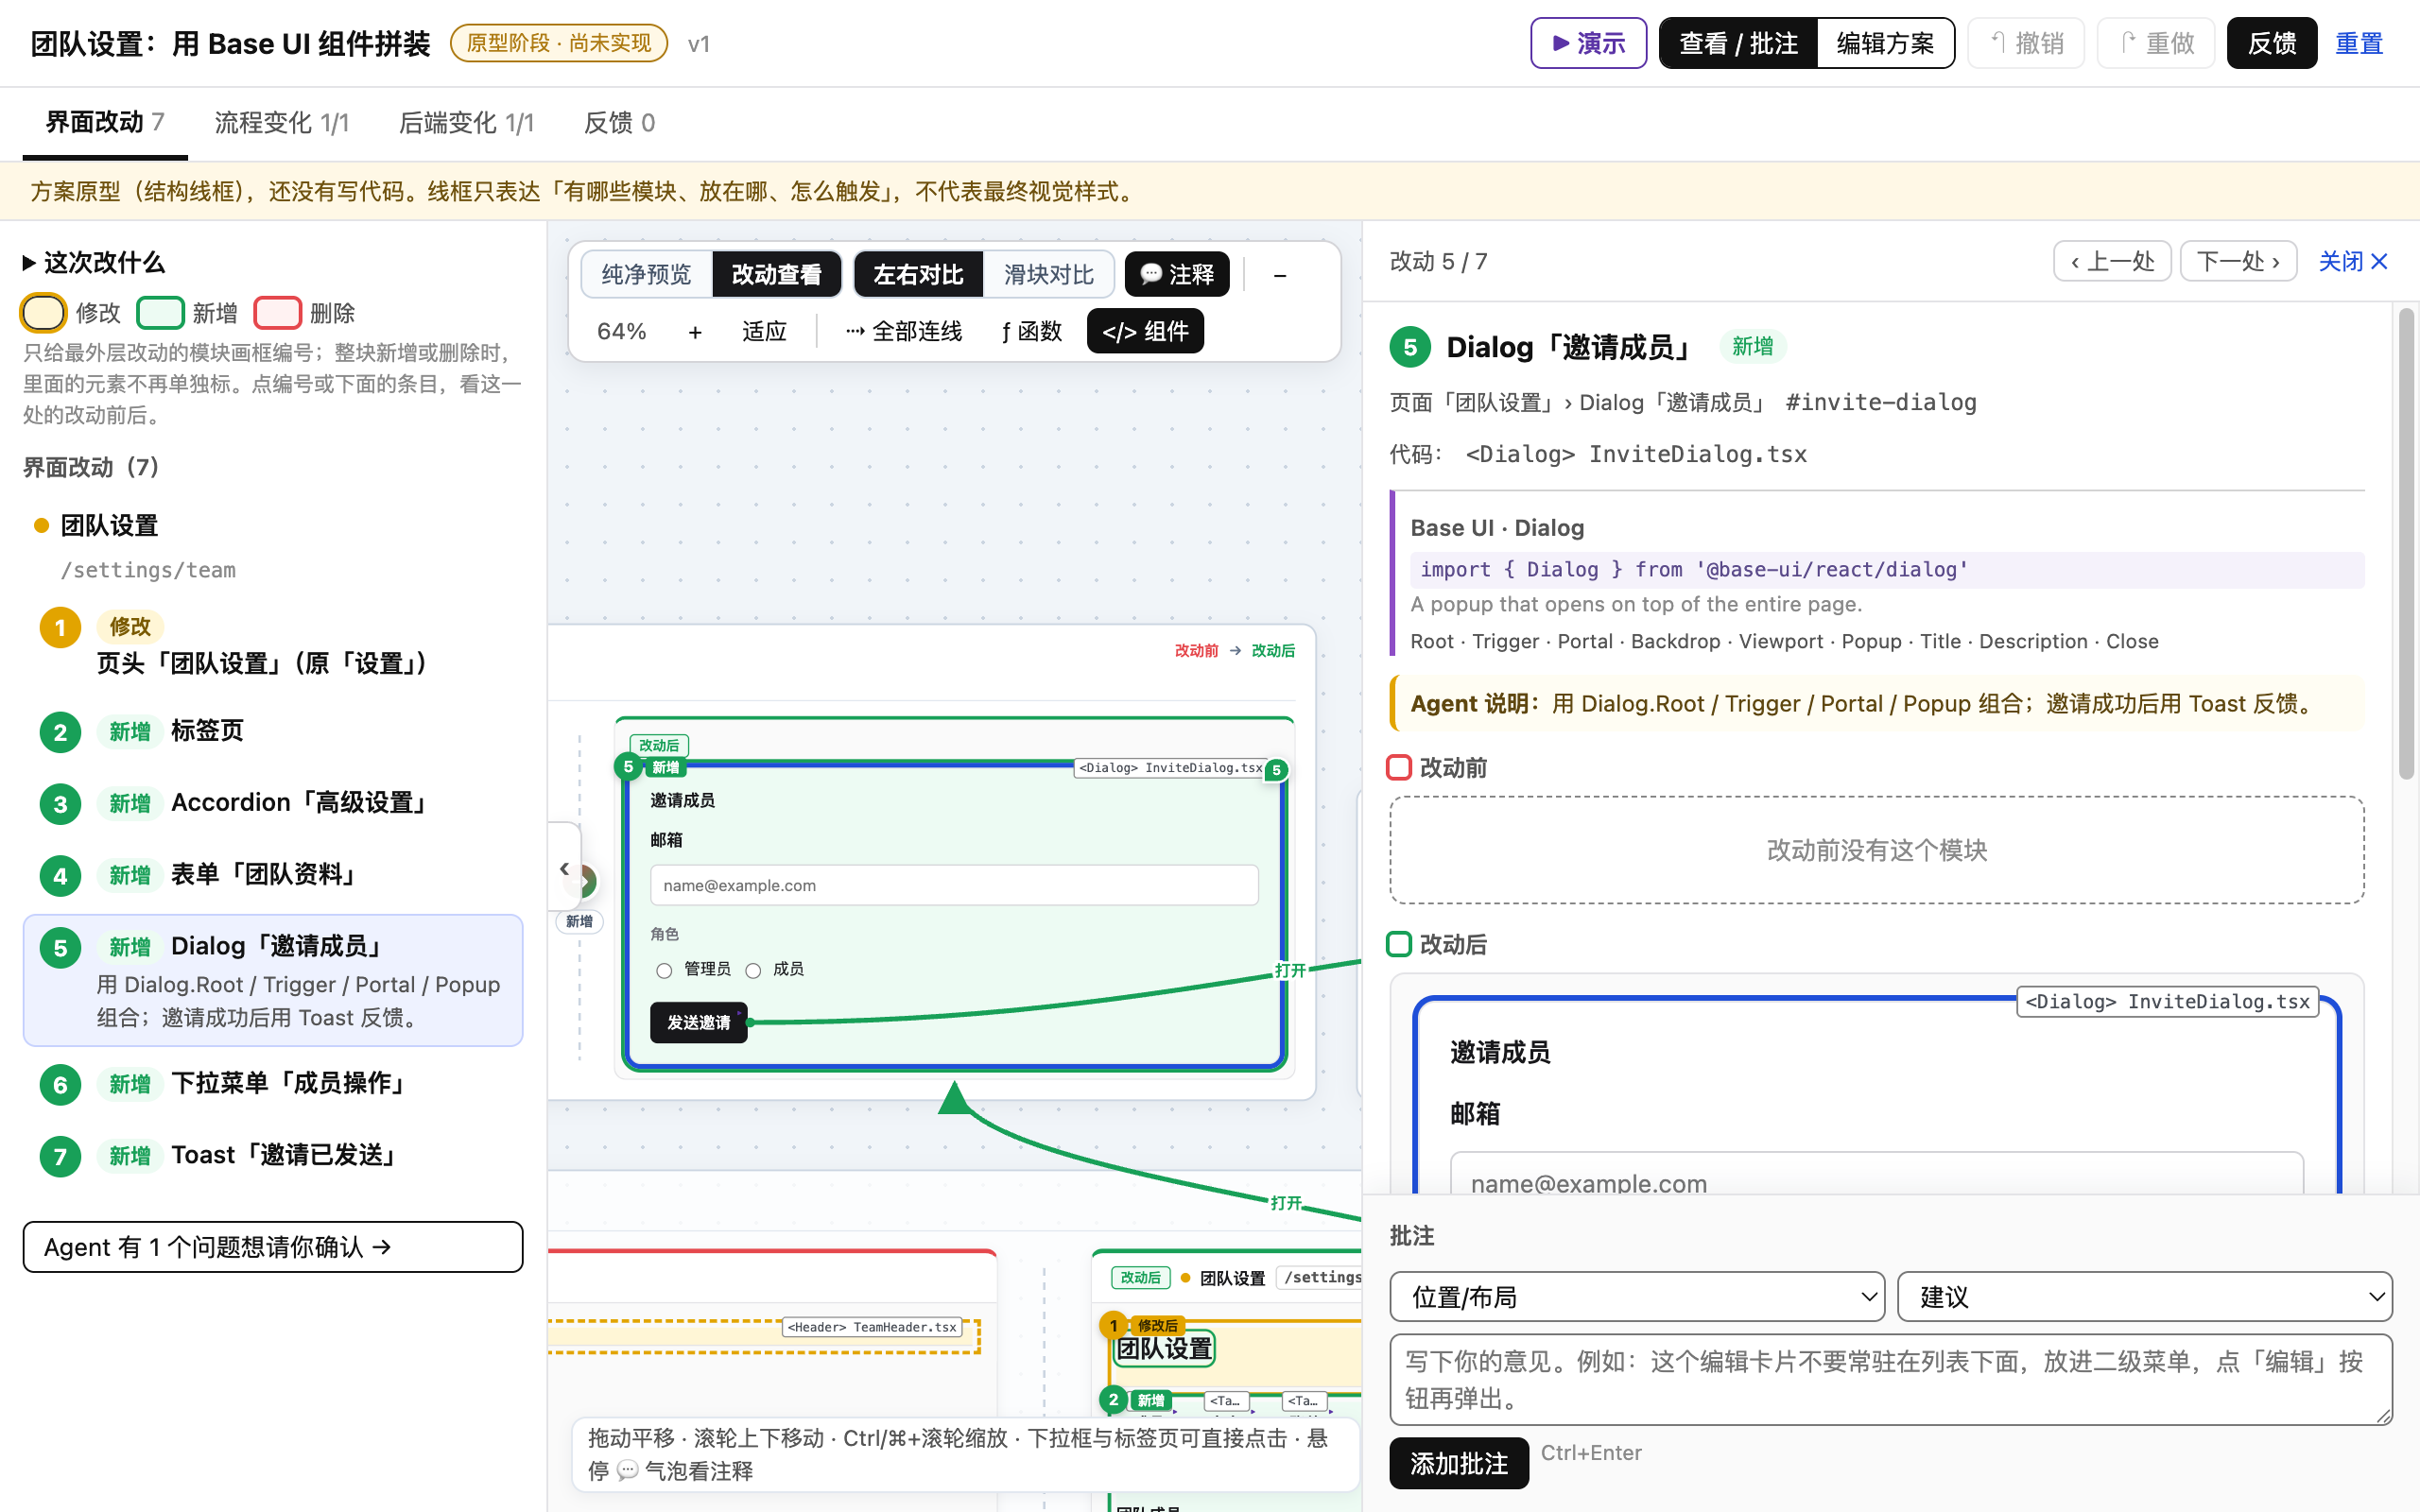 团队设置：用 Base UI 组件拼装
原型阶段 · 尚未实现
v1
▶ 演示
查看 / 批注
编辑方案
撤销
重做
反馈
重置
界面改动 7
流程变化 1/1
后端变化 1/1
反馈 0
方案原型（结构线框），还没有写代码。线框只表达「有哪些模块、放在哪、怎么触发」，不代表最终视觉样式。
▶ 这次改什么
修改
新增
删除
只给最外层改动的模块画框编号；整块新增或删除时，
里面的元素不再单独标。点编号或下面的条目，看这一
处的改动前后。
界面改动（7）
团队设置
/settings/team
1 修改
页头「团队设置」（原「设置」）
2 新增 标签页
3 新增 Accordion「高级设置」
4 新增 表单「团队资料」
5 新增 Dialog「邀请成员」
用 Dialog.Root / Trigger / Portal / Popup
组合；邀请成功后用 Toast 反馈。
6 新增 下拉菜单「成员操作」
7 新增 Toast「邀请已发送」
Agent 有 1 个问题想请你确认 →
纯净预览
改动查看
左右对比
滑块对比
💬 注释
−
64%
+
适应
⤑ 全部连线
ƒ 函数
</> 组件
改动前 → 改动后
改动后
5 新增
<Dialog> InviteDialog.tsx
5
邀请成员
邮箱
name@example.com
角色
管理员
成员
发送邀请
打开
‹
新增
打开
<Header> TeamHeader.tsx
改动后
团队设置
/settings
1 修改后
团队设置
2 新增
<Ta…
<Ta…
拖动平移 · 滚轮上下移动 · Ctrl/⌘+滚轮缩放 · 下拉框与标签页可直接点击 · 悬
停 💬 气泡看注释
改动 5 / 7
‹ 上一处
下一处 ›
关闭 ✕
5 Dialog「邀请成员」 新增
页面「团队设置」› Dialog「邀请成员」 #invite-dialog
代码： <Dialog> InviteDialog.tsx
Base UI · Dialog
import { Dialog } from '@base-ui/react/dialog'
A popup that opens on top of the entire page.
Root · Trigger · Portal · Backdrop · Viewport · Popup · Title · Description · Close
Agent 说明：用 Dialog.Root / Trigger / Portal / Popup 组合；邀请成功后用 Toast 反馈。
改动前
改动前没有这个模块
改动后
<Dialog> InviteDialog.tsx
邀请成员
邮箱
name@example.com
批注
位置/布局
建议
写下你的意见。例如：这个编辑卡片不要常驻在列表下面，放进二级菜单，点「编辑」按
钮再弹出。
添加批注
Ctrl+Enter